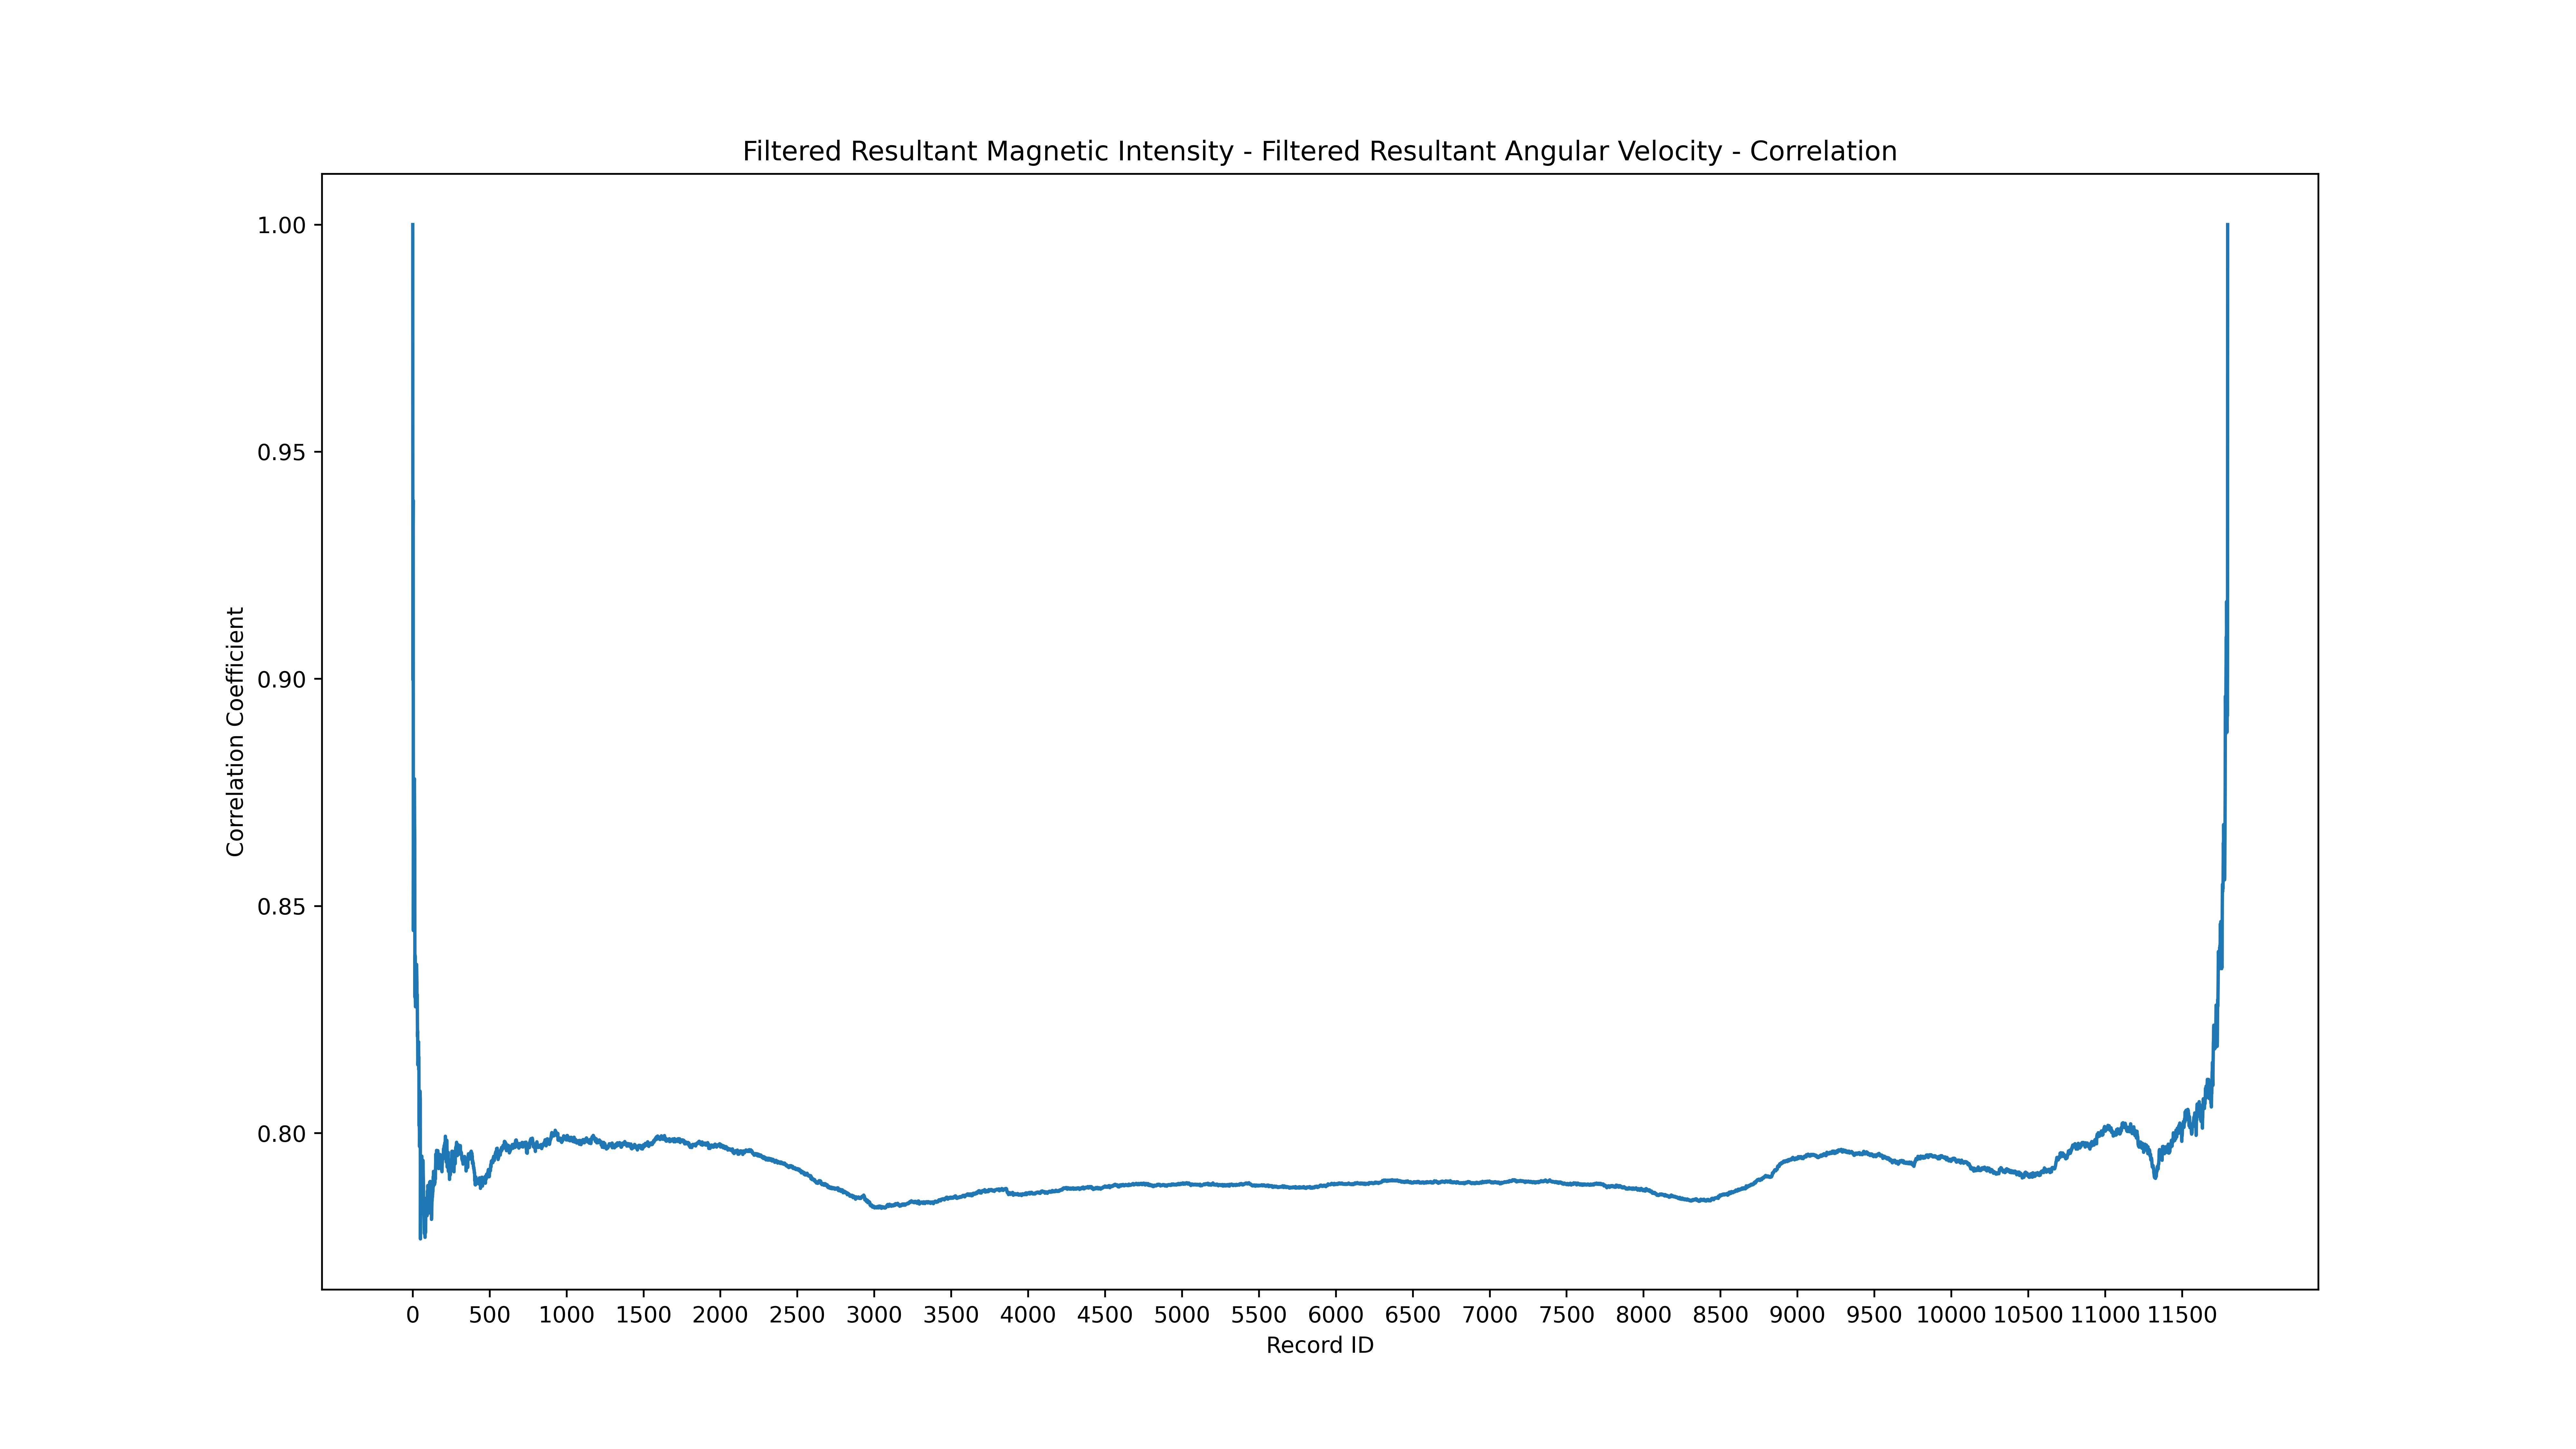 Filtered Resultant Magnetic Intensity - Filtered Resultant Angular Velocity - Correlation
1.00
0.95
0.90
0.85
0.80
Correlation Coefficient
0 500 1000 1500 2000 2500 3000 3500 4000 4500 5000 5500 6000 6500 7000 7500 8000 8500 9000 9500 10000 10500 11000 11500
Record ID